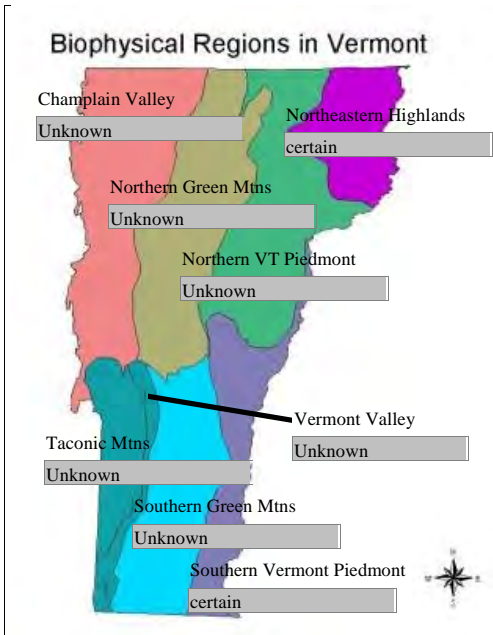 Biophysical Regions in Vermont
Champlain Valley
Unknown
Northeastern Highlands
certain
Northern Green Mtns
Unknown
Northern VT Piedmont
Unknown
Vermont Valley
Unknown
Taconic Mtns
Unknown
Southern Green Mtns
Unknown
Southern Vermont Piedmont
certain